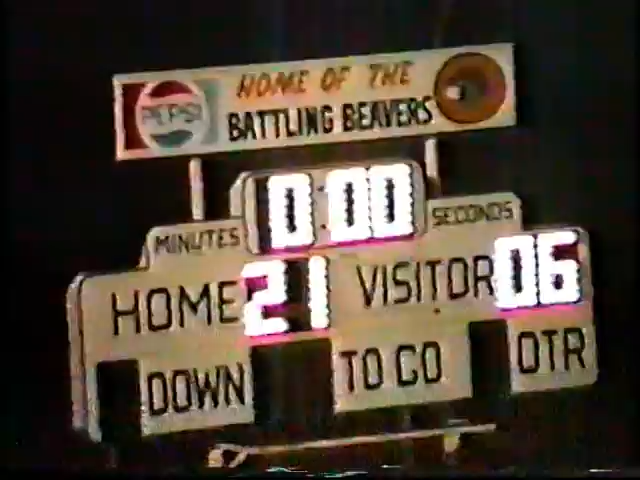 PEPSI
HOME OF THE
BATTLING BEAVERS
0:00
MINUTES
SECONDS
HOME 21 VISITOR 06
DOWN TO GO QTR